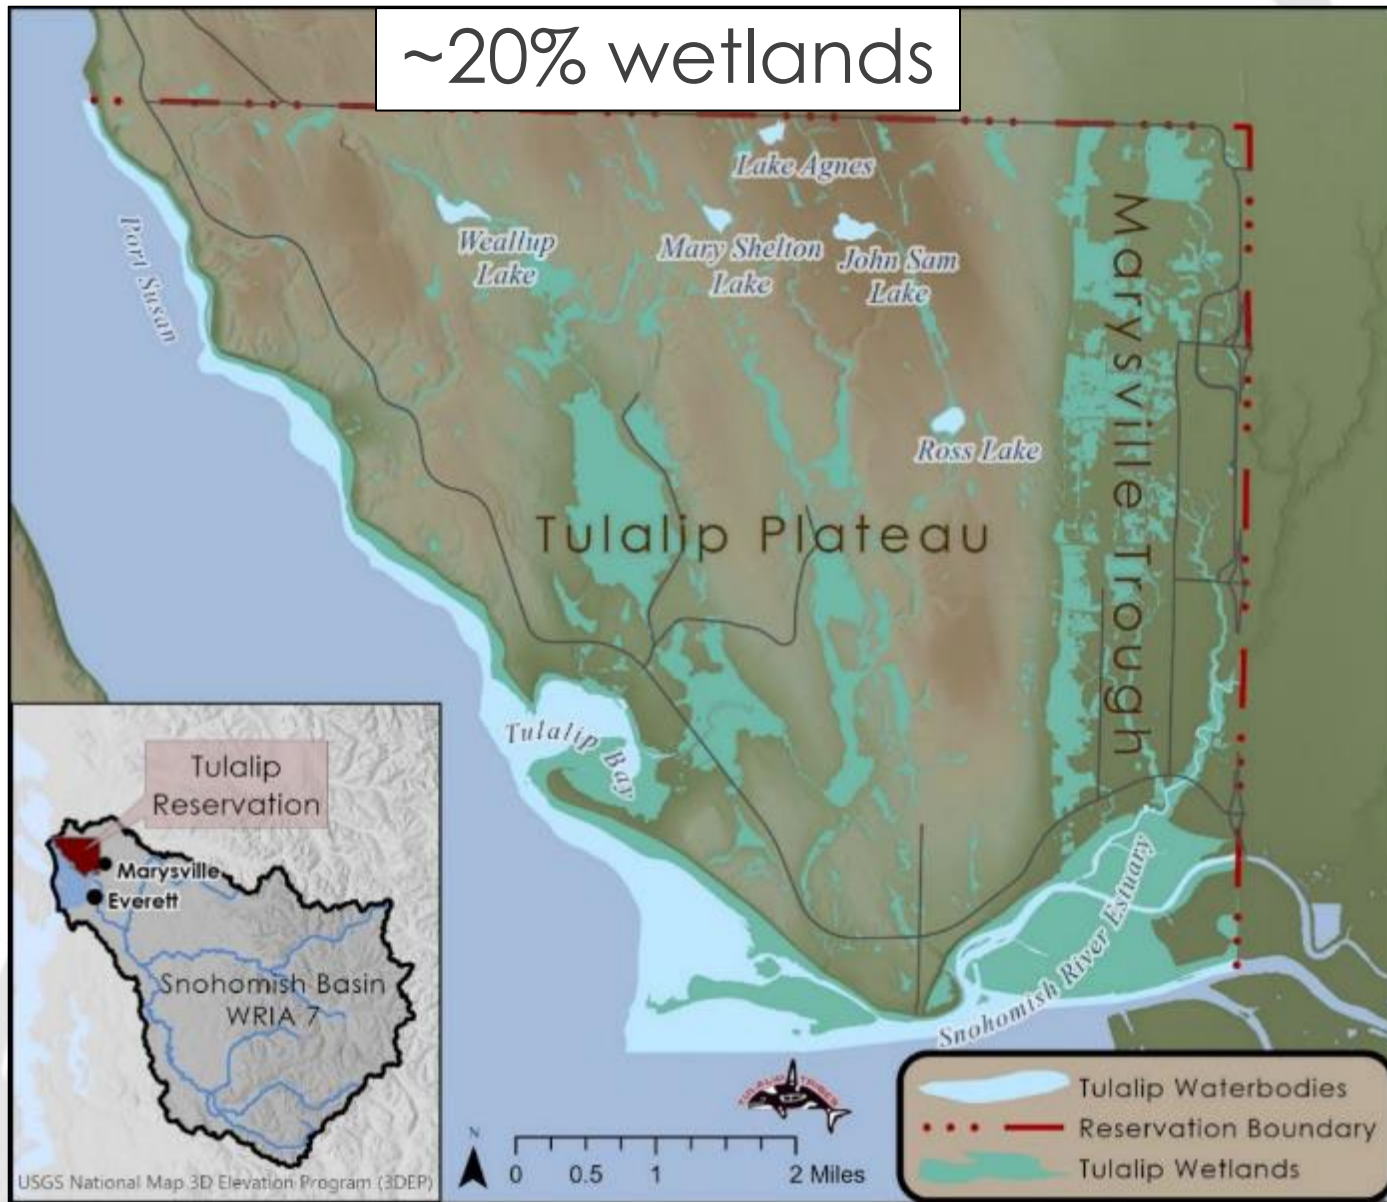 ~20% wetlands
Lake Agnes
Port Susan
Weallup
Lake
Mary Shelton
Lake
John Sam
Lake
Marysville Trough
Ross Lake
Tulalip Plateau
Tulalip Bay
Tulalip
Reservation
Marysville
Everett
Snohomish Basin
WRIA 7
USGS National Map 3D Elevation Program (3DEP)
Snohomish River Estuary
TULALIP TRIBES
N
0 0.5 1 2 Miles
Tulalip Waterbodies
Reservation Boundary
Tulalip Wetlands